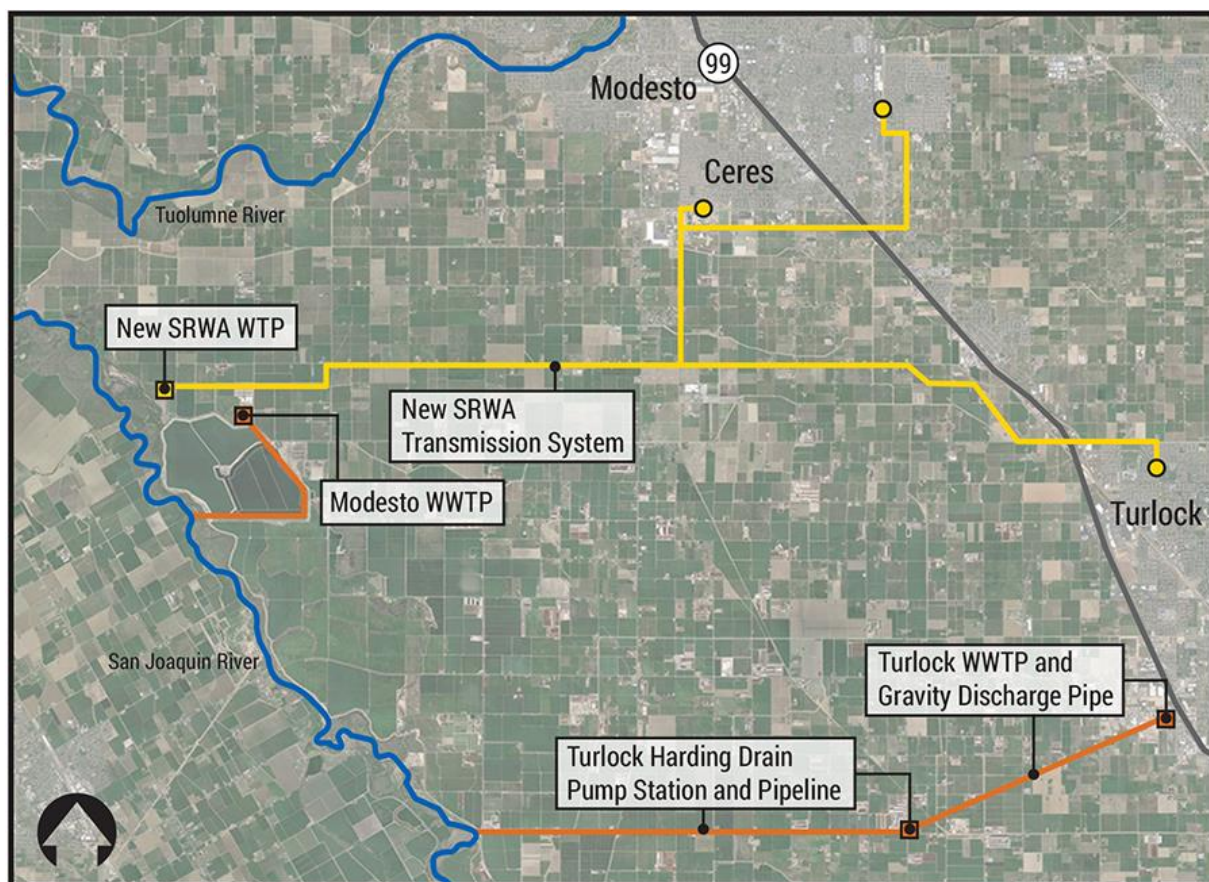 99
Modesto
Ceres
Tuolumne River
New SRWA WTP
New SRWA
Transmission System
Modesto WWTP
Turlock
San Joaquin River
Turlock WWTP and
Gravity Discharge Pipe
Turlock Harding Drain
Pump Station and Pipeline